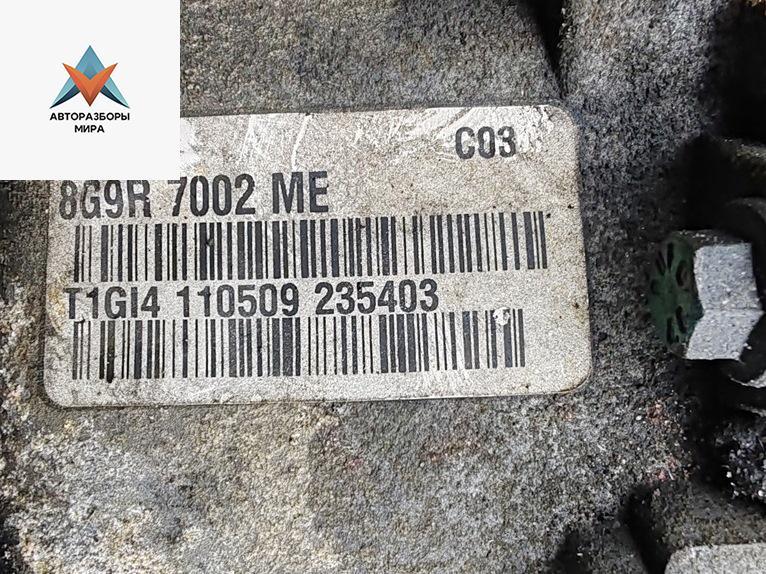 АВТОРАЗБОРЫ
МИРА
C03
8G9R 7002 ME
T1GI4 110509 235403